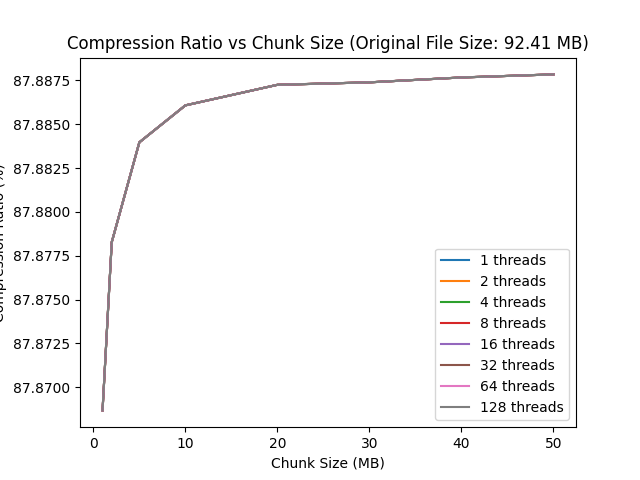 Compression Ratio vs Chunk Size (Original File Size: 92.41 MB)
87.8875
87.8850
87.8825
87.8800
87.8775
87.8750
87.8725
87.8700
Ratio (%)
0 10 20 30 40 50
Chunk Size (MB)
1 threads
2 threads
4 threads
8 threads
16 threads
32 threads
64 threads
128 threads